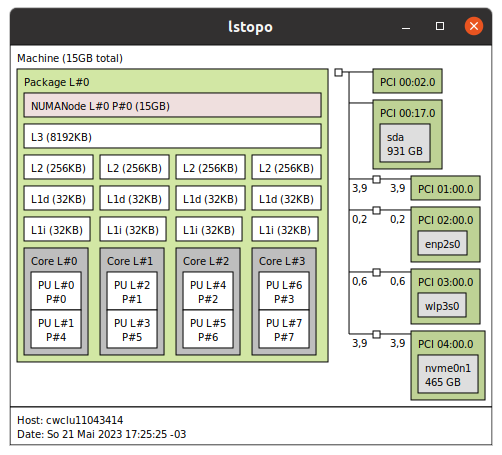 lstopo
Machine (15GB total)
Package L#0
NUMANode L#0 P#0 (15GB)
L3 (8192KB)
L2 (256KB) L2 (256KB) L2 (256KB) L2 (256KB)
L1d (32KB) L1d (32KB) L1d (32KB) L1d (32KB)
L1i (32KB) L1i (32KB) L1i (32KB) L1i (32KB)
Core L#0 Core L#1 Core L#2 Core L#3
PU L#0 PU L#2 PU L#4 PU L#6
P#0 P#1 P#2 P#3
PU L#1 PU L#3 PU L#5 PU L#7
P#4 P#5 P#6 P#7
PCI 00:02.0
PCI 00:17.0
sda
931 GB
3,9 3,9 PCI 01:00.0
0,2 0,2 PCI 02:00.0
enp2s0
0,6 0,6 PCI 03:00.0
wlp3s0
3,9 3,9 PCI 04:00.0
nvme0n1
465 GB
Host: cwclu11043414
Date: So 21 Mai 2023 17:25:25 -03